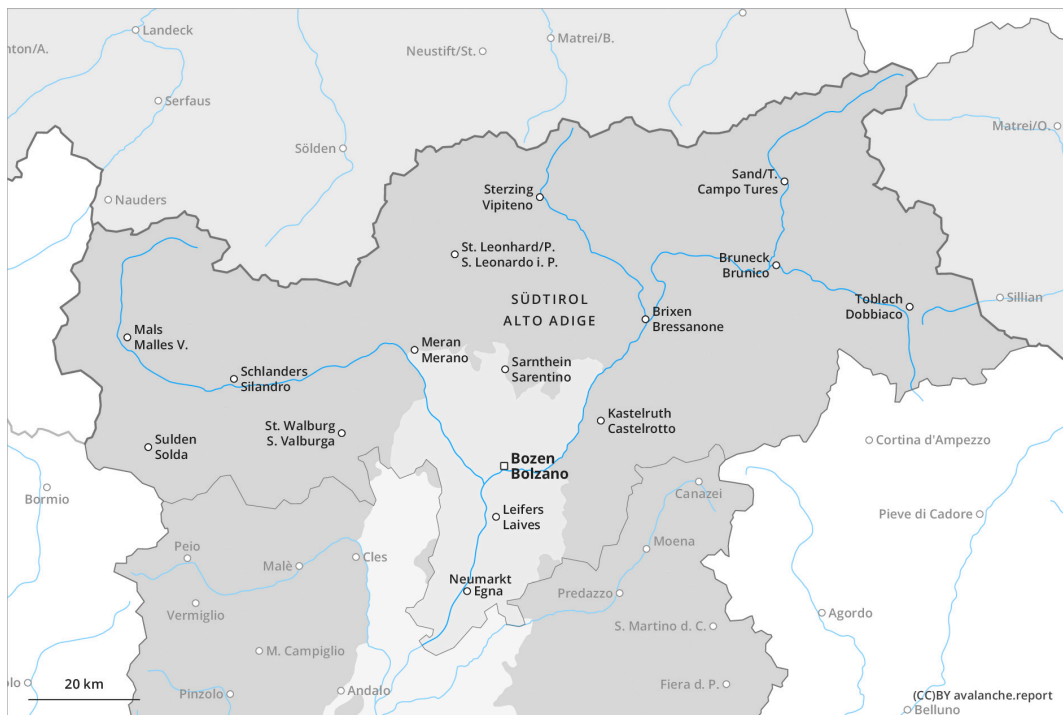 Landeck
nton/A.
Neustift/St.
Matrei/B.
Serfaus
Matrei/O.
Sölden
Sand/T.
Campo Tures
Sterzing
Vipiteno
Nauders
St. Leonhard/P.
S. Leonardo i. P.
Bruneck
Brunico
SÜDTIROL
ALTO ADIGE
Toblach
Dobbiaco
Sillian
Brixen
Bressanone
Mals
Malles V.
Meran
Merano
Sarnthein
Sarentino
Schlanders
Silandro
Kastelruth
Castelrotto
St. Walburg
S. Valburga
Sulden
Solda
Cortina d'Ampezzo
Bozen
Bolzano
Bormio
Canazei
Leifers
Laives
Pieve di Cadore
Moena
Peio
Malè
Cles
Neumarkt
Egna
Predazzo
Vermiglio
Agordo
S. Martino d. C.
M. Campiglio
olo
20 km
Pinzolo
Andalo
Fiera d. P.
(CC)BY avalanche.report
Belluno